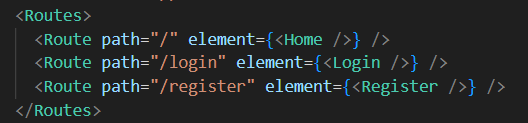 <Routes>
<Route path="/" element={<Home />} />
<Route path="/login" element={<Login />} />
<Route path="/register" element={<Register />} />
</Routes>